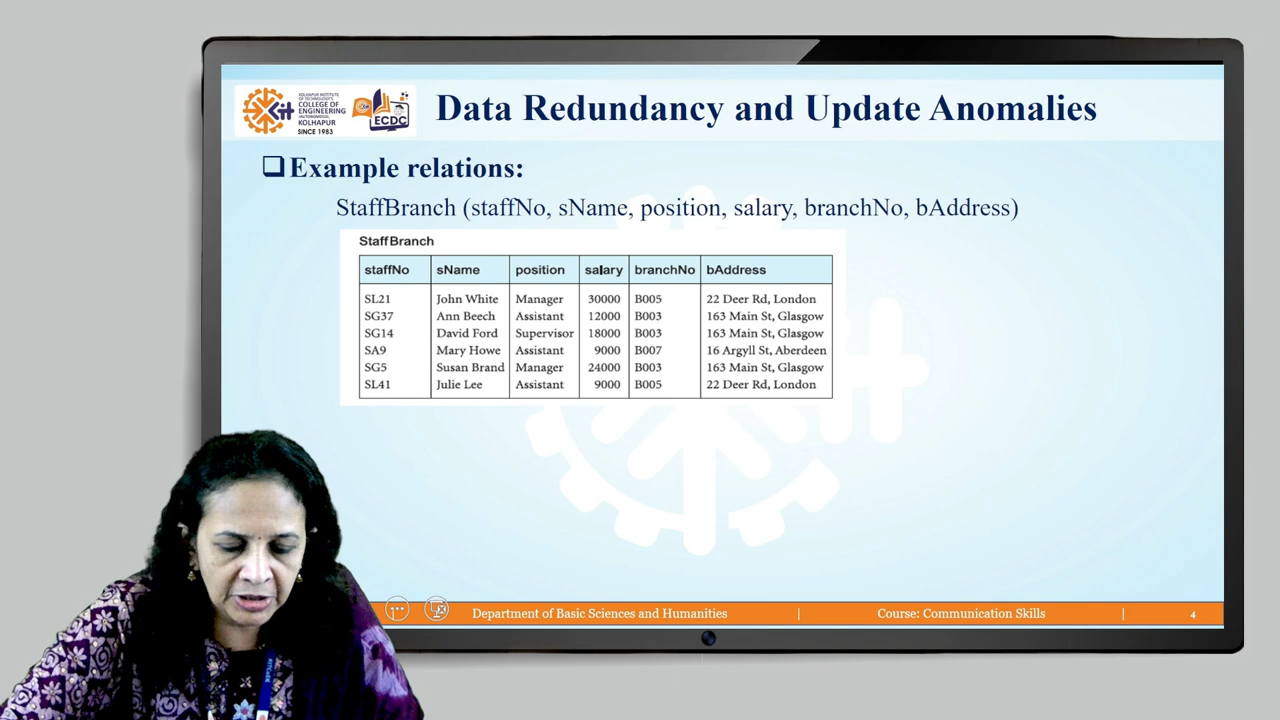 KOLHAPUR INSTITUTE
OF TECHNOLOGY'S
COLLEGE OF
ENGINEERING
(AUTONOMOUS),
KOLHAPUR
SINCE 1983
ECDC
Data Redundancy and Update Anomalies
Example relations:
StaffBranch (staffNo, sName, position, salary, branchNo, bAddress)
StaffBranch
staffNo sName position salary branchNo bAddress
SL21 John White Manager 30000 B005 22 Deer Rd, London
SG37 Ann Beech Assistant 12000 B003 163 Main St, Glasgow
SG14 David Ford Supervisor 18000 B003 163 Main St, Glasgow
SA9 Mary Howe Assistant 9000 B007 16 Argyll St, Aberdeen
SG5 Susan Brand Manager 24000 B003 163 Main St, Glasgow
SL41 Julie Lee Assistant 9000 B005 22 Deer Rd, London
Department of Basic Sciences and Humanities | Course: Communication Skills | 4